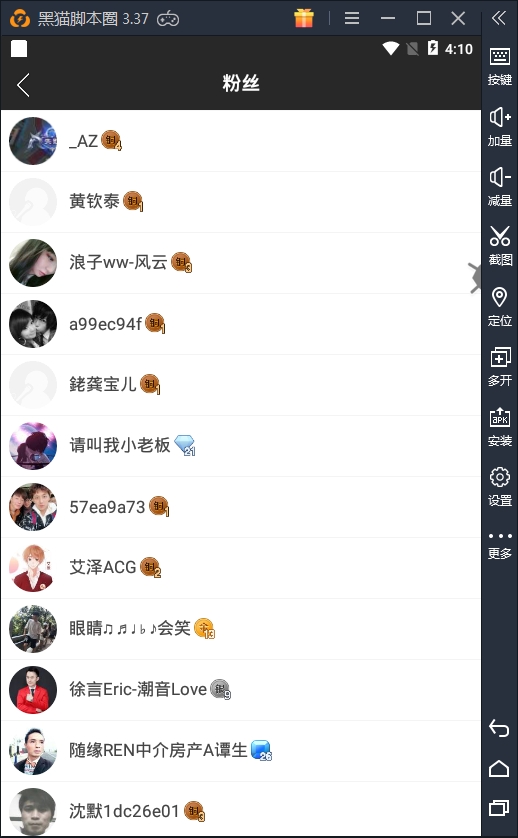 黑猫脚本圈 3.37
4:10
粉丝
_AZ 铜4
黄钦泰 铜1
浪子ww-风云 铜3
a99ec94f 铜1
銠龚宝儿 铜1
请叫我小老板 21
57ea9a73 铜1
艾泽ACG 铜2
眼睛♫♬♩♭♪会笑 金13
徐言Eric-潮音Love 银9
随缘REN中介房产A谭生 26
沈默1dc26e01 铜3
按键
加量
减量
截图
定位
多开
APK
安装
设置
更多